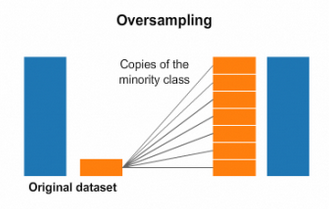 Oversampling
Copies of the
minority class
Original dataset